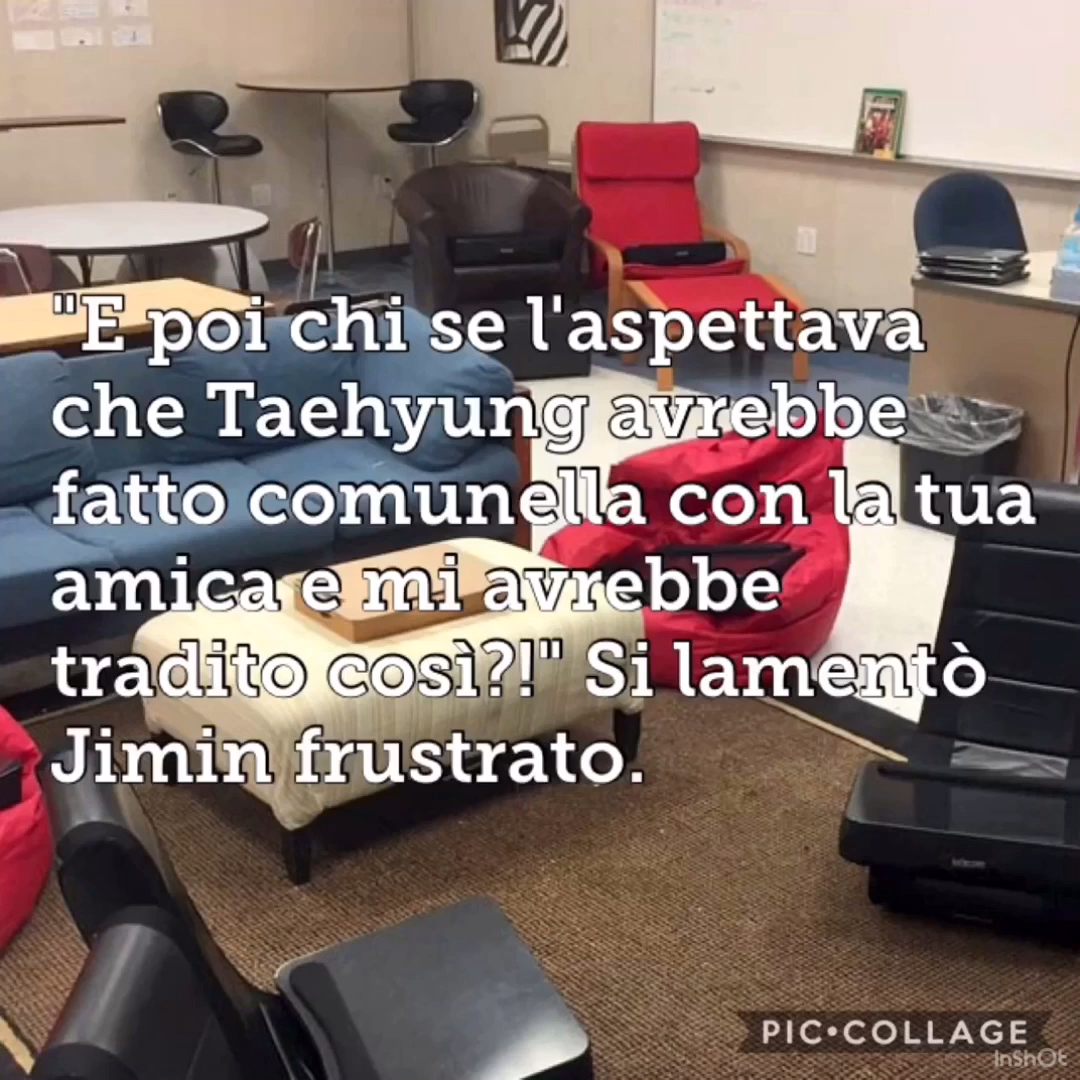 "E poi chi se l'aspettava
che Taehyung avrebbe
fatto comunella con la tua
amica e mi avrebbe
tradito così?!" Si lamentò
Jimin frustrato.
PIC•COLLAGE
InShOt